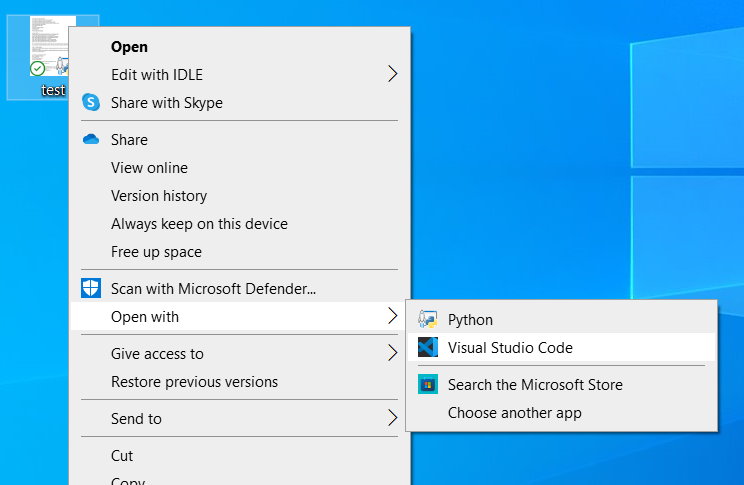 test
Open
Edit with IDLE
Share with Skype
Share
View online
Version history
Always keep on this device
Free up space
Scan with Microsoft Defender...
Open with
Give access to
Restore previous versions
Send to
Cut
Copy
Python
Visual Studio Code
Search the Microsoft Store
Choose another app